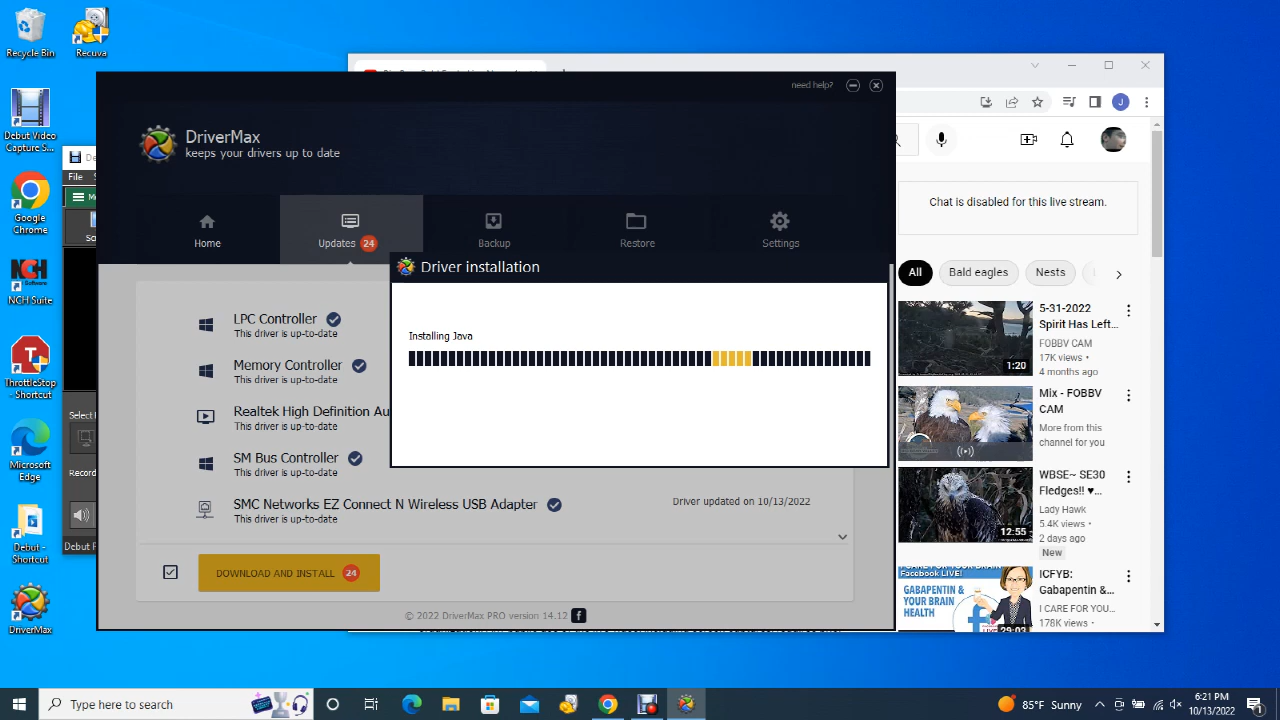 Recycle Bin
Recuva
Debut Video
Capture S...
Google
Chrome
NCH Suite
ThrottleStop
- Shortcut
Microsoft
Edge
Debut -
Shortcut
DriverMax
File
Select
Record
Debut
need help?
DriverMax
keeps your drivers up to date
Home
Updates 24
Backup
Restore
Settings
Driver installation
Installing Java
LPC Controller
This driver is up-to-date
Memory Controller
This driver is up-to-date
Realtek High Definition Au
This driver is up-to-date
SM Bus Controller
This driver is up-to-date
SMC Networks EZ Connect N Wireless USB Adapter
This driver is up-to-date
Driver updated on 10/13/2022
DOWNLOAD AND INSTALL 24
© 2022 DriverMax PRO version 14.12
J
Chat is disabled for this live stream.
All
Bald eagles
Nests
5-31-2022
Spirit Has Left...
FOBBV CAM
17K views •
4 months ago
1:20
Mix - FOBBV
CAM
More from this
channel for you
WBSE~ SE30
Fledges!! ♥...
Lady Hawk
5.4K views •
2 days ago
New
12:55
Facebook LIVE!
GABAPENTIN &
YOUR BRAIN
HEALTH
29:03
ICFYB:
Gabapentin &...
I CARE FOR YOU...
178K views •
Type here to search
85°F Sunny
6:21 PM
10/13/2022
1